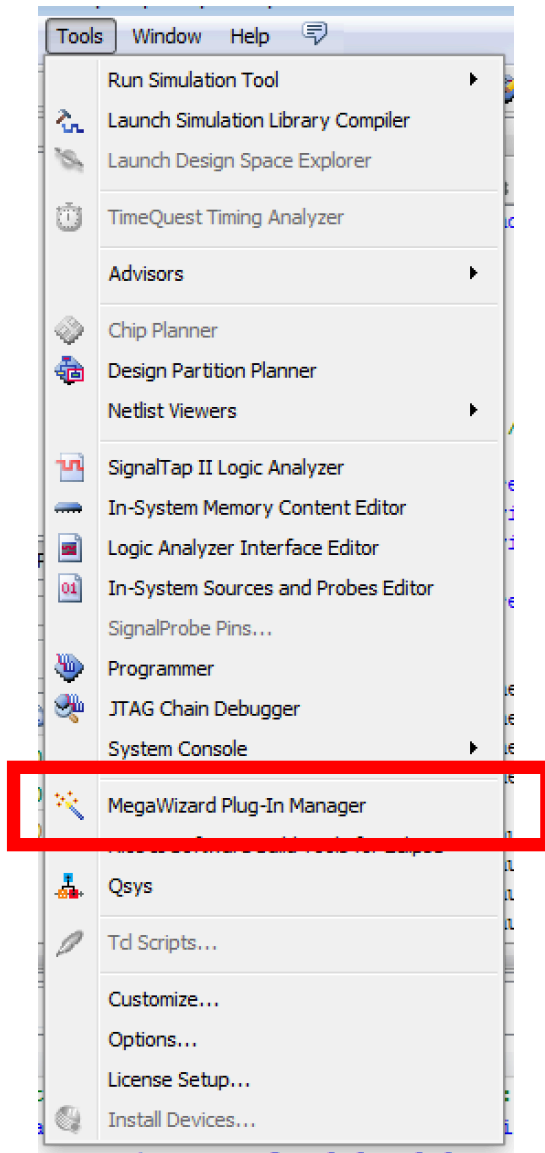 Tools Window Help
Run Simulation Tool
Launch Simulation Library Compiler
Launch Design Space Explorer
TimeQuest Timing Analyzer
Advisors
Chip Planner
Design Partition Planner
Netlist Viewers
SignalTap II Logic Analyzer
In-System Memory Content Editor
Logic Analyzer Interface Editor
In-System Sources and Probes Editor
SignalProbe Pins...
Programmer
JTAG Chain Debugger
System Console
MegaWizard Plug-In Manager
Qsys
Tcl Scripts...
Customize...
Options...
License Setup...
Install Devices...